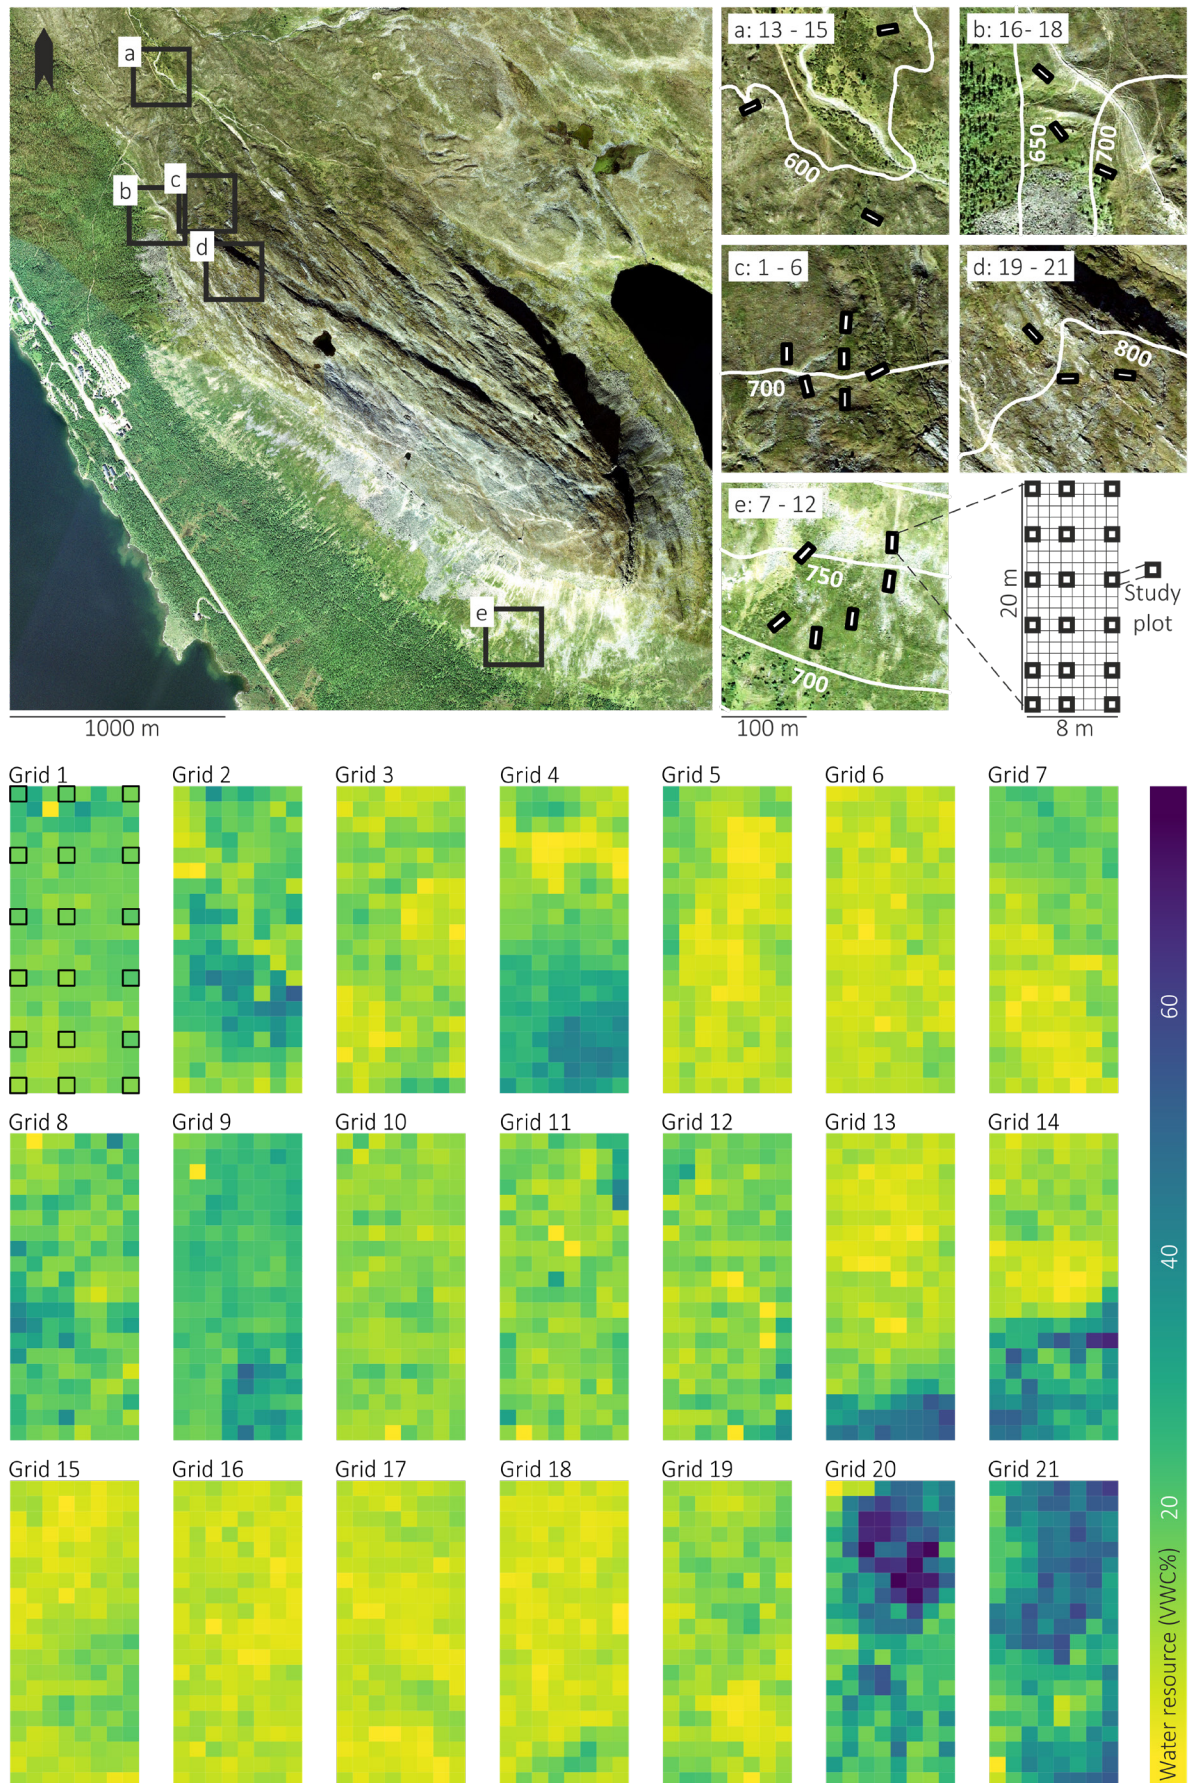 a
b
c
d
e
1000 m
a: 13 - 15
600
b: 16- 18
650
700
c: 1 - 6
700
d: 19 - 21
800
e: 7 - 12
750
700
100 m
20 m
Study
plot
8 m
Grid 1
Grid 2
Grid 3
Grid 4
Grid 5
Grid 6
Grid 7
Grid 8
Grid 9
Grid 10
Grid 11
Grid 12
Grid 13
Grid 14
Grid 15
Grid 16
Grid 17
Grid 18
Grid 19
Grid 20
Grid 21
60
40
20
Water resource (VWC%)